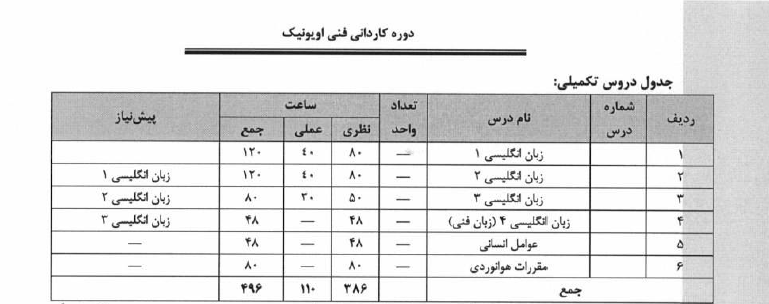 دوره کاردانی فنی اویونیک
جدول دروس تکمیلی:
ردیف شماره درس نام درس تعداد واحد ساعت پیش‌نیاز
نظری عملی جمع
۱ زبان انگلیسی ۱ — ۸۰ ۴۰ ۱۲۰
۲ زبان انگلیسی ۲ — ۸۰ ۴۰ ۱۲۰ زبان انگلیسی ۱
۳ زبان انگلیسی ۳ — ۵۰ ۳۰ ۸۰ زبان انگلیسی ۲
۴ زبان انگلیسی ۴ (زبان فنی) — ۴۸ — ۴۸ زبان انگلیسی ۳
۵ عوامل انسانی — ۴۸ — ۴۸ —
۶ مقررات هوانوردی — ۸۰ — ۸۰ —
جمع ۳۸۶ ۱۱۰ ۴۹۶